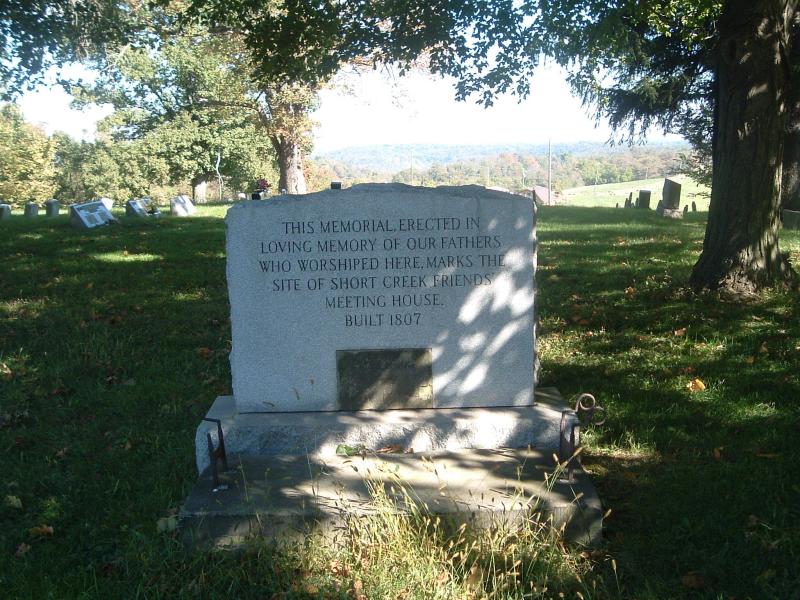 THIS MEMORIAL, ERECTED IN
LOVING MEMORY OF OUR FATHERS
WHO WORSHIPED HERE, MARKS THE
SITE OF SHORT CREEK FRIENDS'
MEETING HOUSE.
BUILT 1807